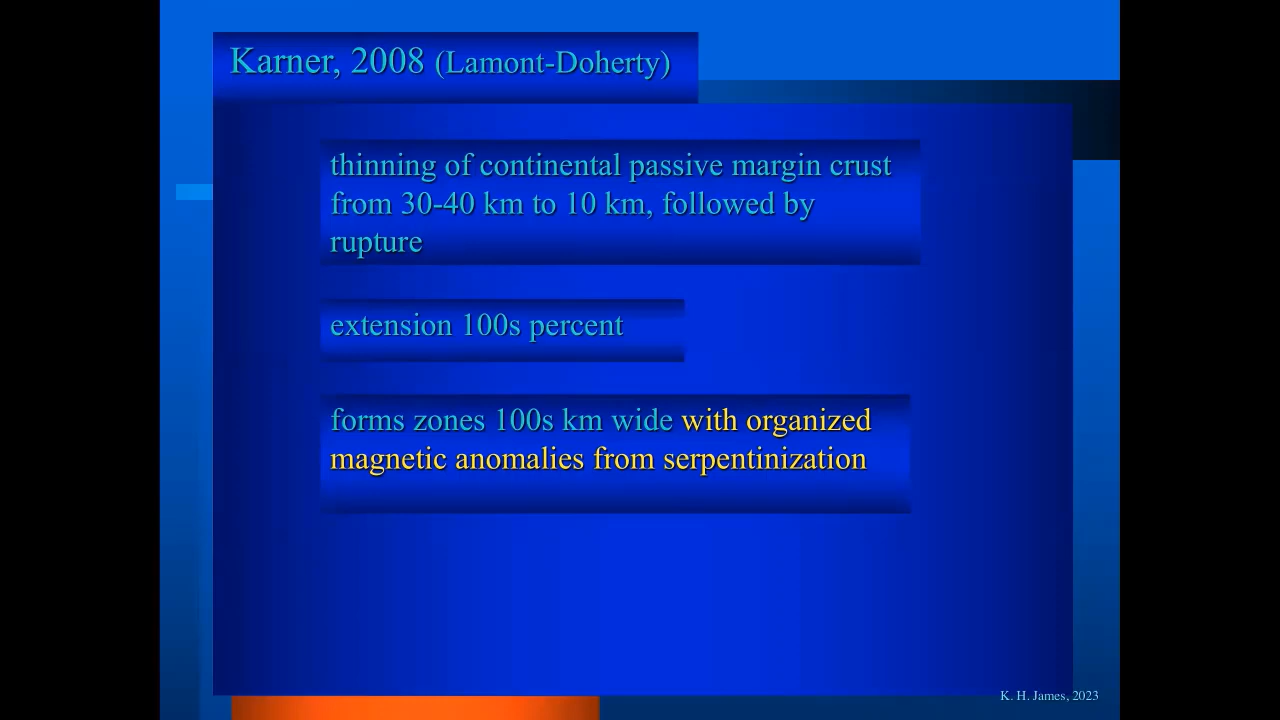 Karner, 2008 (Lamont-Doherty)
thinning of continental passive margin crust
from 30-40 km to 10 km, followed by
rupture
extension 100s percent
forms zones 100s km wide with organized
magnetic anomalies from serpentinization
K. H. James, 2023